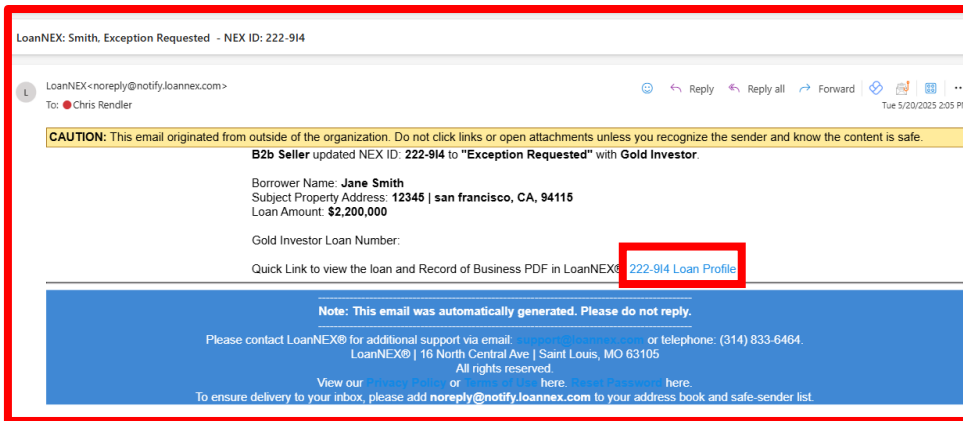 LoanNEX: Smith, Exception Requested - NEX ID: 222-9I4
L
LoanNEX<noreply@notify.loannex.com>
To: Chris Rendler
Reply
Reply all
Forward
Tue 5/20/2025 2:05 PM
CAUTION: This email originated from outside of the organization. Do not click links or open attachments unless you recognize the sender and know the content is safe.
B2b Seller updated NEX ID: 222-9I4 to "Exception Requested" with Gold Investor.
Borrower Name: Jane Smith
Subject Property Address: 12345 | san francisco, CA, 94115
Loan Amount: $2,200,000
Gold Investor Loan Number:
Quick Link to view the loan and Record of Business PDF in LoanNEX® 222-9I4 Loan Profile
Note: This email was automatically generated. Please do not reply.
Please contact LoanNEX® for additional support via email: support@loannex.com or telephone: (314) 833-6464.
LoanNEX® | 16 North Central Ave | Saint Louis, MO 63105
All rights reserved.
View our Privacy Policy or Terms of Use here. Reset Password here.
To ensure delivery to your inbox, please add noreply@notify.loannex.com to your address book and safe-sender list.